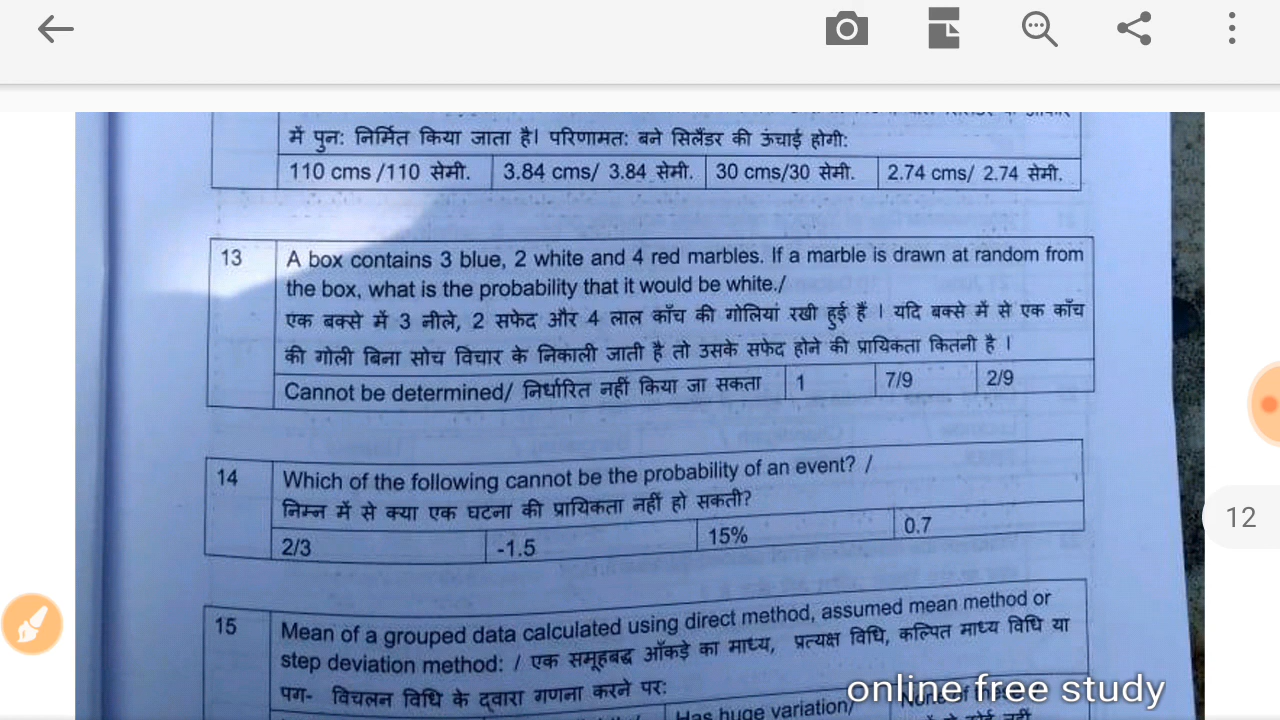 में पुन: निर्मित किया जाता है। परिणामत: बने सिलैंडर की ऊंचाई होगी:
110 cms /110 सेमी. 3.84 cms/ 3.84 सेमी. 30 cms/30 सेमी. 2.74 cms/ 2.74 सेमी.
13 A box contains 3 blue, 2 white and 4 red marbles. If a marble is drawn at random from
the box, what is the probability that it would be white./
एक बक्से में 3 नीले, 2 सफेद और 4 लाल काँच की गोलियां रखी हुई हैं । यदि बक्से में से एक काँच
की गोली बिना सोच विचार के निकाली जाती है तो उसके सफेद होने की प्रायिकता कितनी है ।
Cannot be determined/ निर्धारित नहीं किया जा सकता 1 7/9 2/9
14 Which of the following cannot be the probability of an event? /
निम्न में से क्या एक घटना की प्रायिकता नहीं हो सकती?
2/3 -1.5 15% 0.7
12
15 Mean of a grouped data calculated using direct method, assumed mean method or
step deviation method: / एक समूहबद्ध आँकड़े का माध्य, प्रत्यक्ष विधि, कल्पित माध्य विधि या
पग- विचलन विधि के द्वारा गणना करने पर:
Has huge variation/ None of
online free study